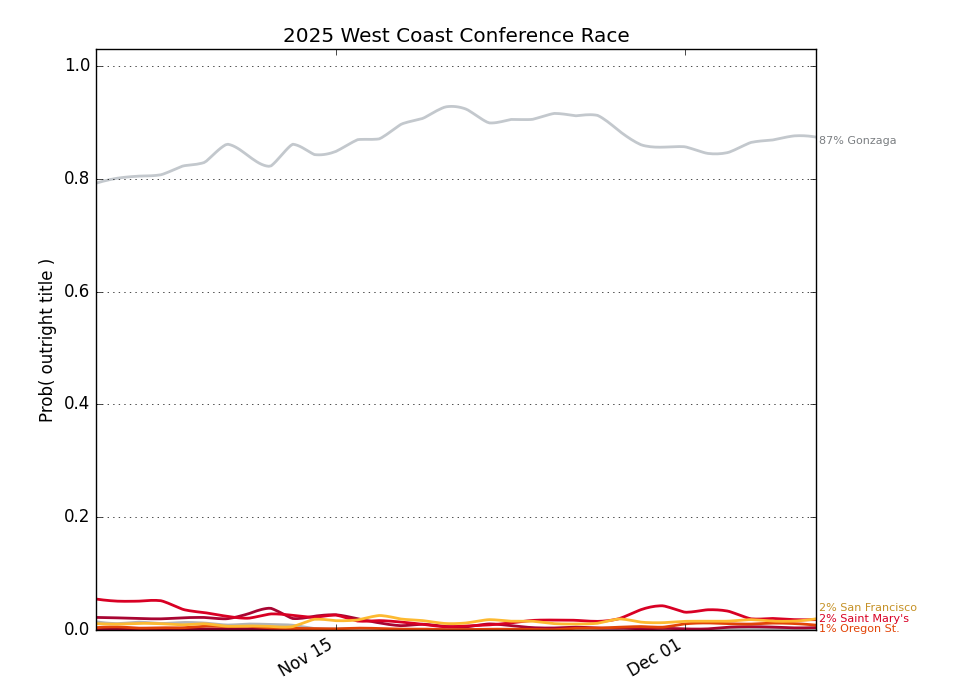 2025 West Coast Conference Race
1.0
87% Gonzaga
0.8
0.6
Prob( outright title )
0.4
0.2
2% San Francisco
2% Saint Mary's
1% Oregon St.
0.0
Nov 15
Dec 01